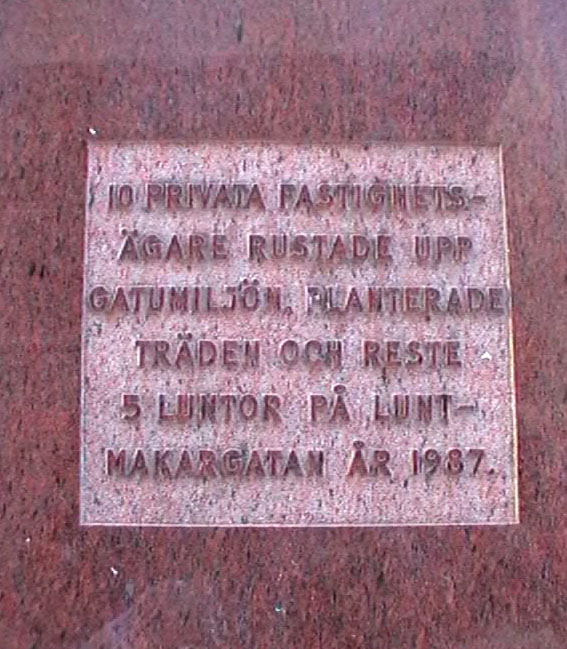 10 PRIVATA FASTIGHETS-
ÄGARE RUSTADE UPP
GATUMILJÖN, PLANTERADE
TRÄDEN OCH RESTE
5 LUNTOR PÅ LUNT-
MAKARGATAN ÅR 1987.